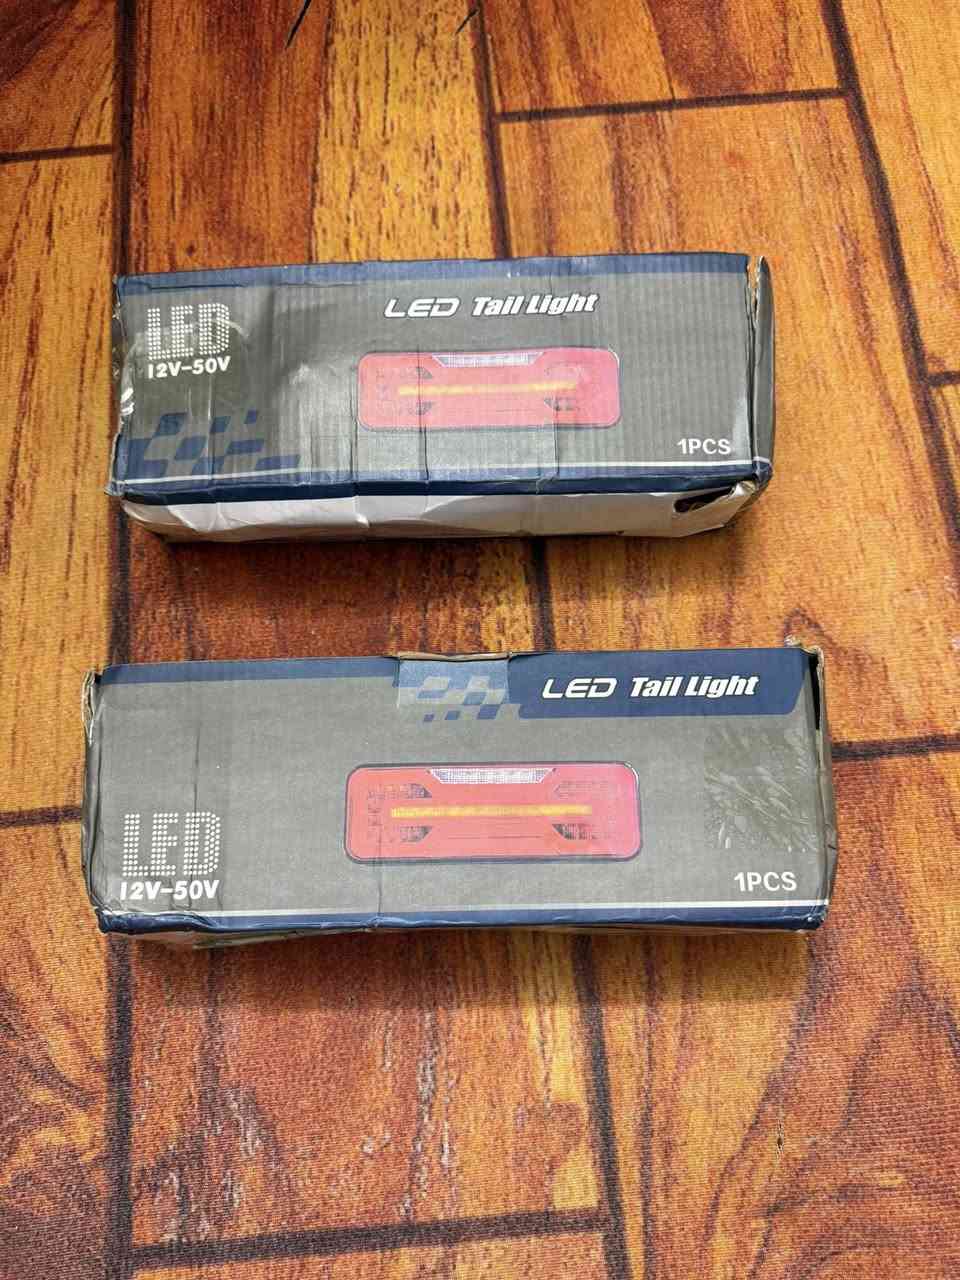 LED Tail Light
LED
12V-50V
1PCS
LED Tail Light
LED
12V-50V
1PCS